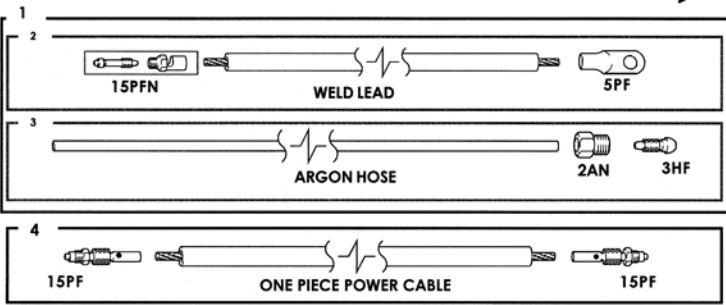 1
2
15PFN
WELD LEAD
5PF
3
ARGON HOSE
2AN
3HF
4
15PF
ONE PIECE POWER CABLE
15PF